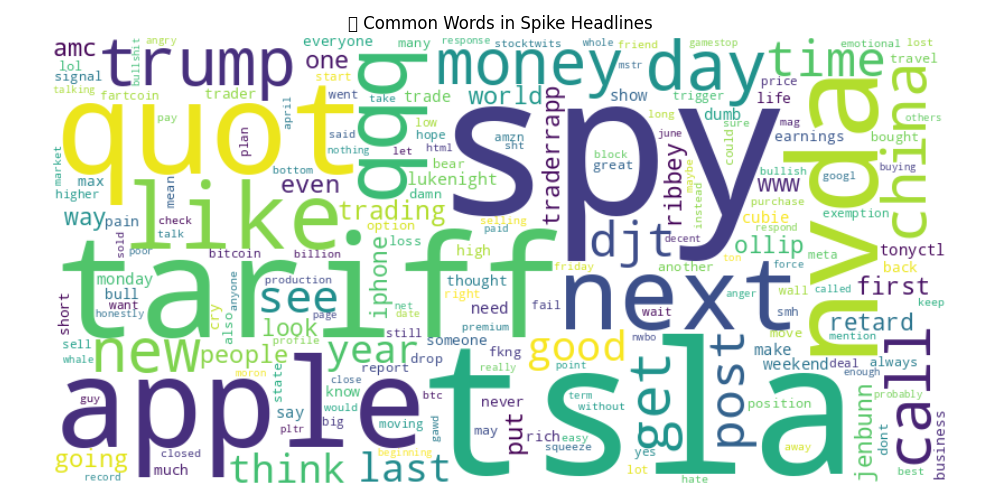 ▯ Common Words in Spike Headlines
amc
trump
one
everyone
many
response
stocktwits
whole
friend
gamestop
emotional
lost
angry
bullshit
lol
talking
signal
fartcoin
trader
start
qqq
money
day
time
travel
mstr
world
show
trigger
price
life
nvda
china
others
quot
april
went
take
trade
pay
plan
said
low
hope
html
amzn
sht
traderrapp
spy
long
dumb
sure
could
june
mag
earnings
bought
nothing
let
bear
great
block
maybe
bullish
googl
buying
market
bottom
max
higher
mean
even
lukenight
damn
ribbey
instead
www
purchase
exemption
way
pain
like
trading
option
selling
paid
cubie
respond
check
talk
sold
poor
bitcoin
billion
loss
high
djt
decent
ton
ollip
meta
tonyctl
monday
tariff
iphone
friday
another
wall
back
force
called
first
keep
short
bull
want
honestly
cry
also
anyone
production
see
page
thought
right
need
net
date
premium
fail
next
wait
anger
smh
mention
retard
sell
whale
new
people
look
profile
year
still
someone
drop
fkng
really
good
nwbo
point
move
make
weekend
deal
always
enough
call
moron
state
report
close
know
would
btc
apple
guy
say
big
pltr
moving
never
may
put
term
without
rich
easy
squeeze
tsla
get
yes
lot
post
position
probably
dont
jenbunn
best
business
away
hate
closed
much
going
record
think
last
beginning
gawd